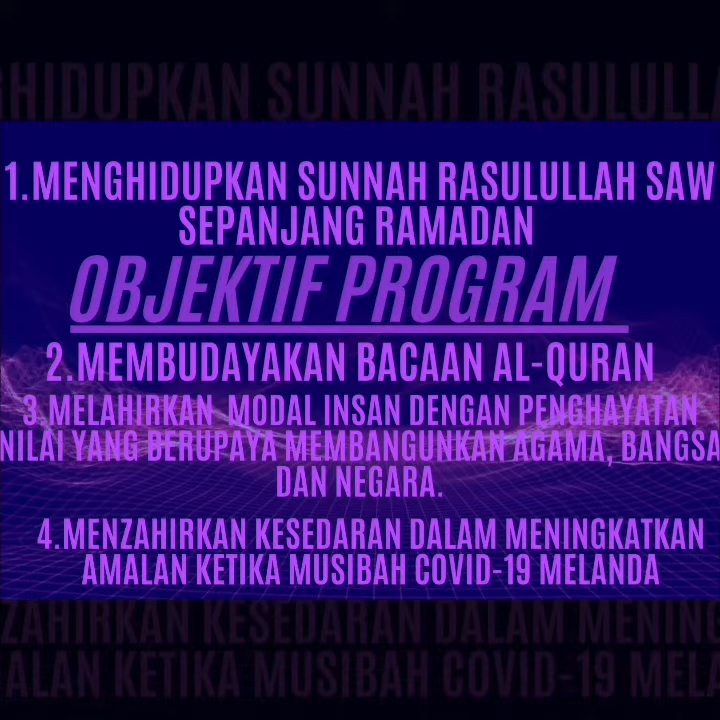 GHIDUPKAN SUNNAH RASULULLA
1.MENGHIDUPKAN SUNNAH RASULULLAH SAW
SEPANJANG RAMADAN
OBJEKTIF PROGRAM
2.MEMBUDAYAKAN BACAAN AL-QURAN
3.MELAHIRKAN MODAL INSAN DENGAN PENGHAYATAN
NILAI YANG BERUPAYA MEMBANGUNKAN AGAMA, BANGSA
DAN NEGARA.
4.MENZAHIRKAN KESEDARAN DALAM MENINGKATKAN
AMALAN KETIKA MUSIBAH COVID-19 MELANDA
ZAHIRKAN KESEDARAN DALAM MENING
ALAN KETIKA MUSIBAH COVID-19 MELA